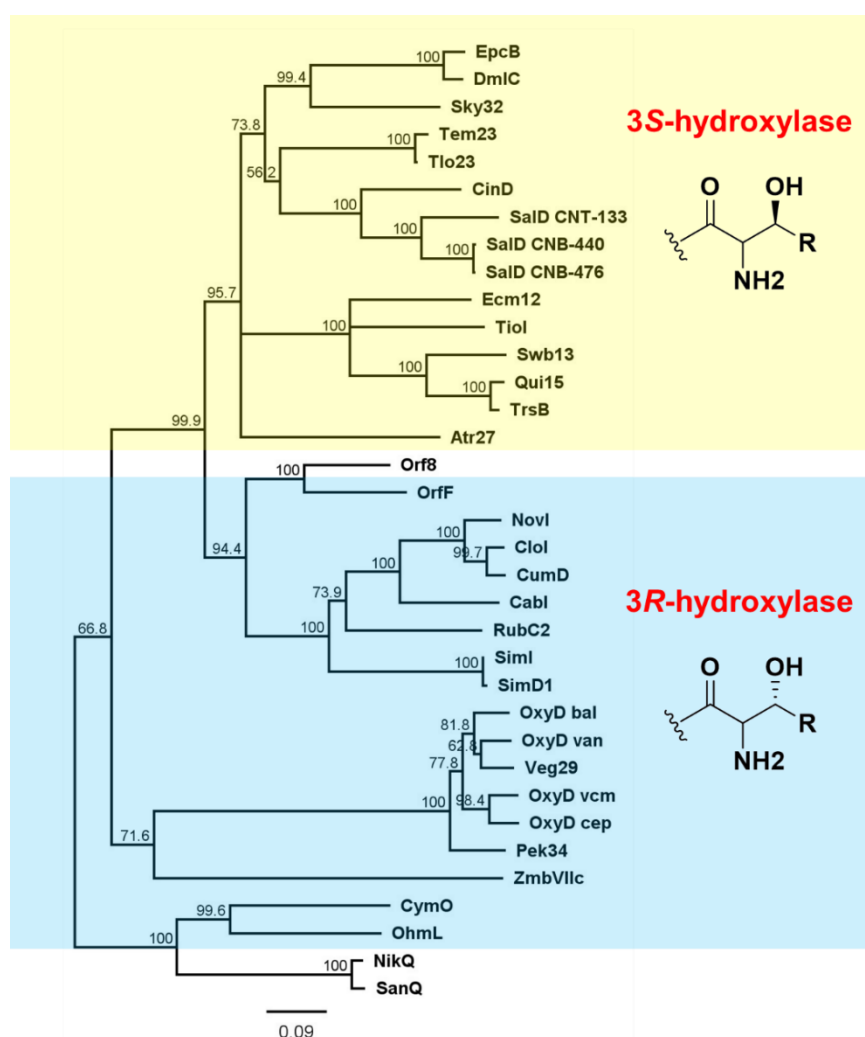 100
EpcB
99.4
DmlC
Sky32
73.8
100
Tem23
Tlo23
56.2
100
CinD
100
SalD CNT-133
100
SalD CNB-440
SalD CNB-476
95.7
Ecm12
100
TioI
100
Swb13
100
Qui15
TrsB
99.9
Atr27
3S-hydroxylase
O
OH
R
NH2
100
Orf8
OrfF
94.4
100
NovI
99.7
CloI
100
CumD
73.9
CabI
100
RubC2
100
SimI
SimD1
66.8
81.8
OxyD bal
62.8
OxyD van
77.8
Veg29
100
98.4
OxyD vcm
OxyD cep
71.6
Pek34
ZmbVIIc
3R-hydroxylase
O
OH
R
NH2
99.6
CymO
100
OhmL
100
NikQ
SanQ
0.09